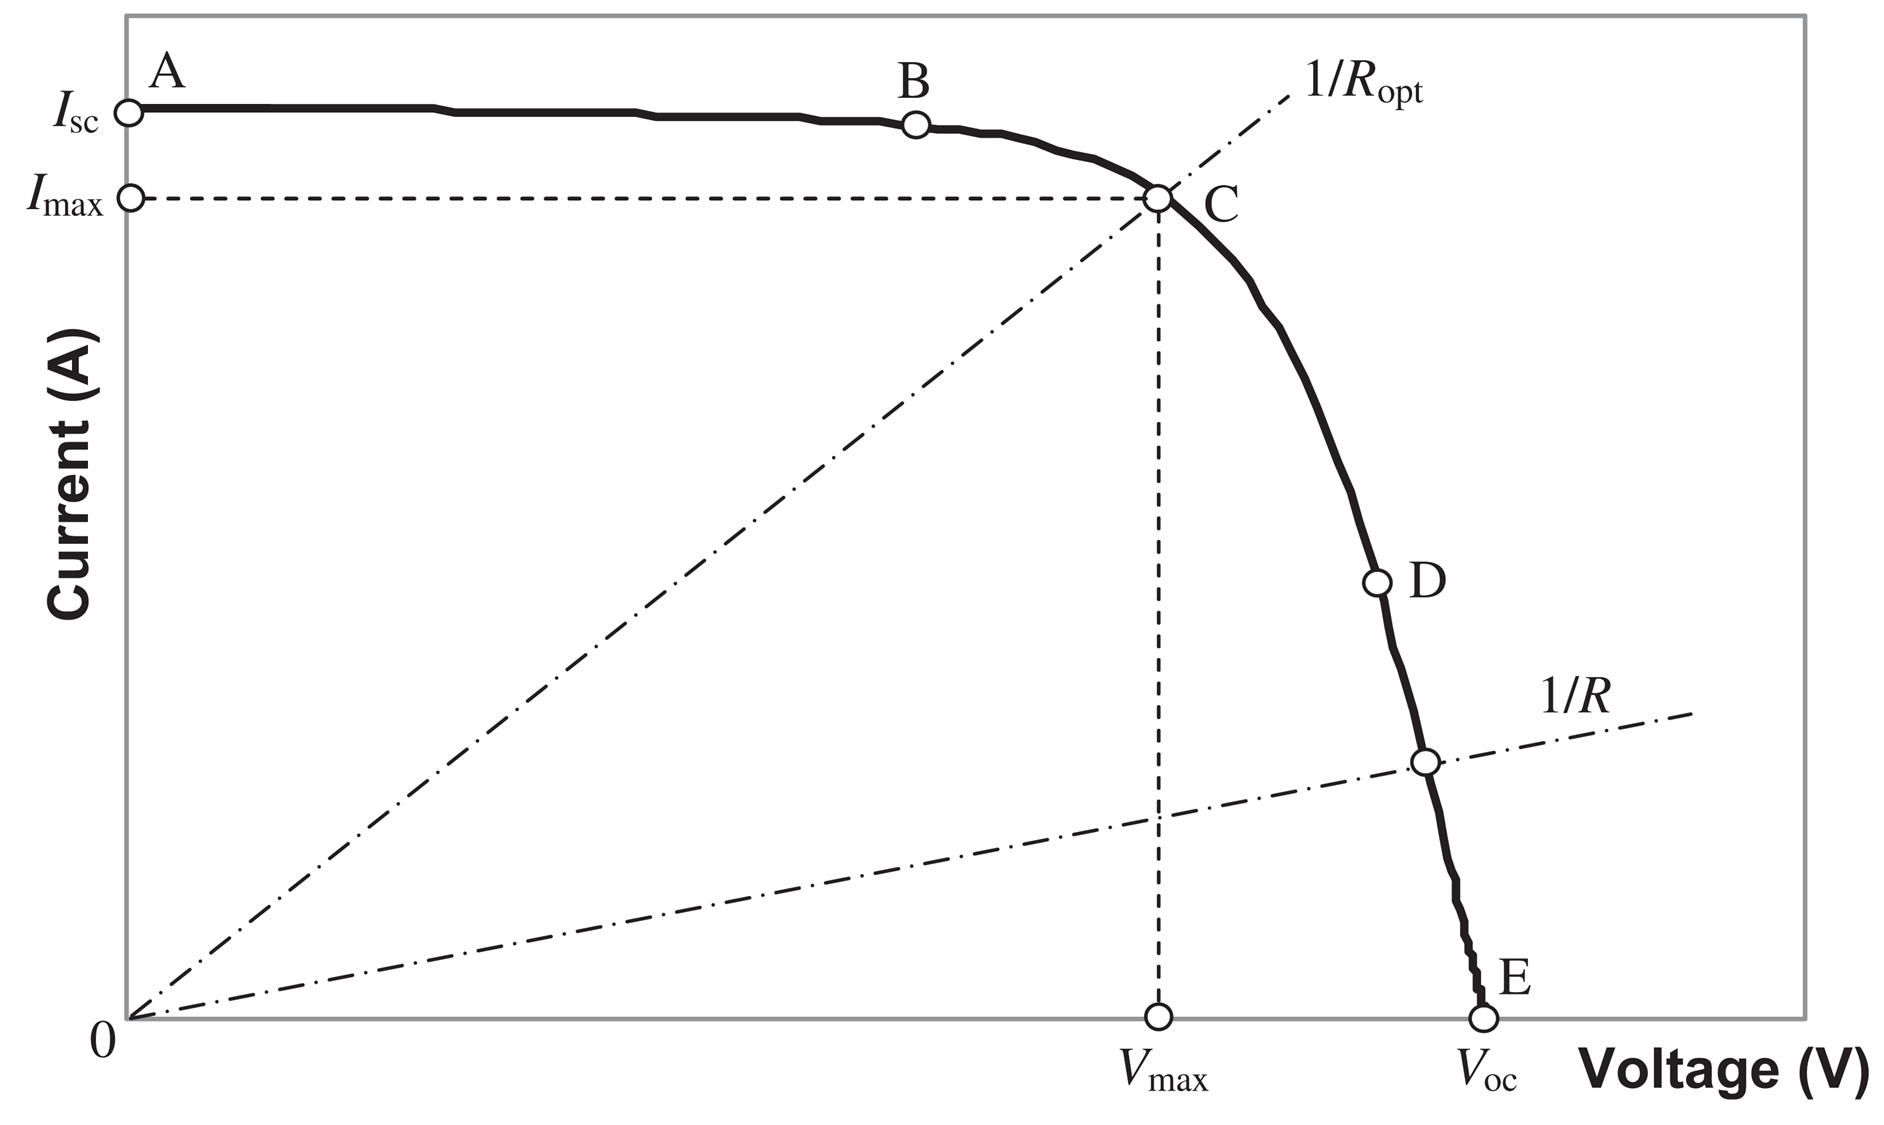 A
B
1/Ropt
Isc
Imax
C
Current (A)
D
1/R
E
0
Vmax
Voc
Voltage (V)